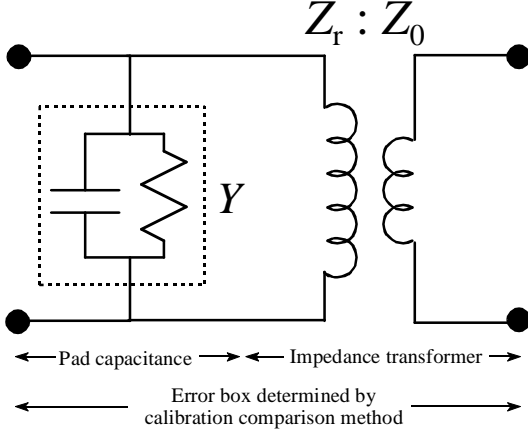 Zr : Z0
Y
Pad capacitance
Impedance transformer
Error box determined by
calibration comparison method